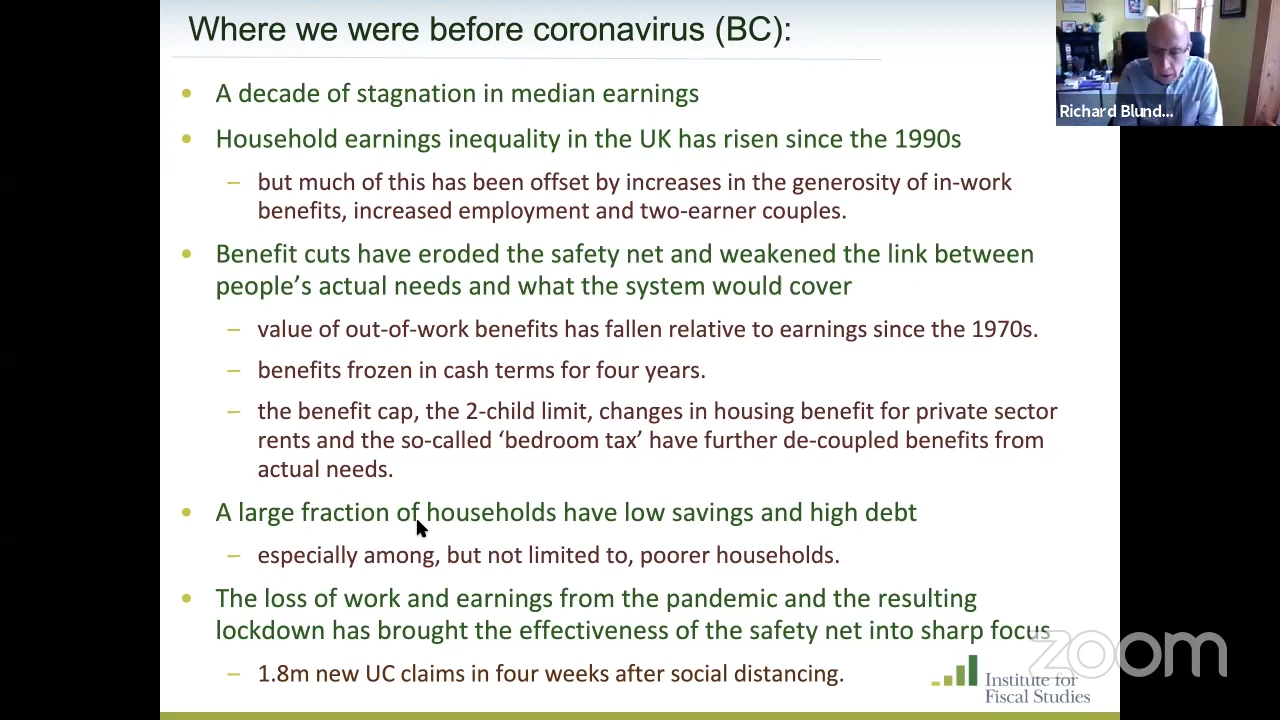 Where we were before coronavirus (BC):
• A decade of stagnation in median earnings
• Household earnings inequality in the UK has risen since the 1990s
– but much of this has been offset by increases in the generosity of in-work
benefits, increased employment and two-earner couples.
• Benefit cuts have eroded the safety net and weakened the link between
people’s actual needs and what the system would cover
– value of out-of-work benefits has fallen relative to earnings since the 1970s.
– benefits frozen in cash terms for four years.
– the benefit cap, the 2-child limit, changes in housing benefit for private sector
rents and the so-called ‘bedroom tax’ have further de-coupled benefits from
actual needs.
• A large fraction of households have low savings and high debt
– especially among, but not limited to, poorer households.
• The loss of work and earnings from the pandemic and the resulting
lockdown has brought the effectiveness of the safety net into sharp focus
– 1.8m new UC claims in four weeks after social distancing.
Institute for
Fiscal Studies
zoom
Richard Blund...